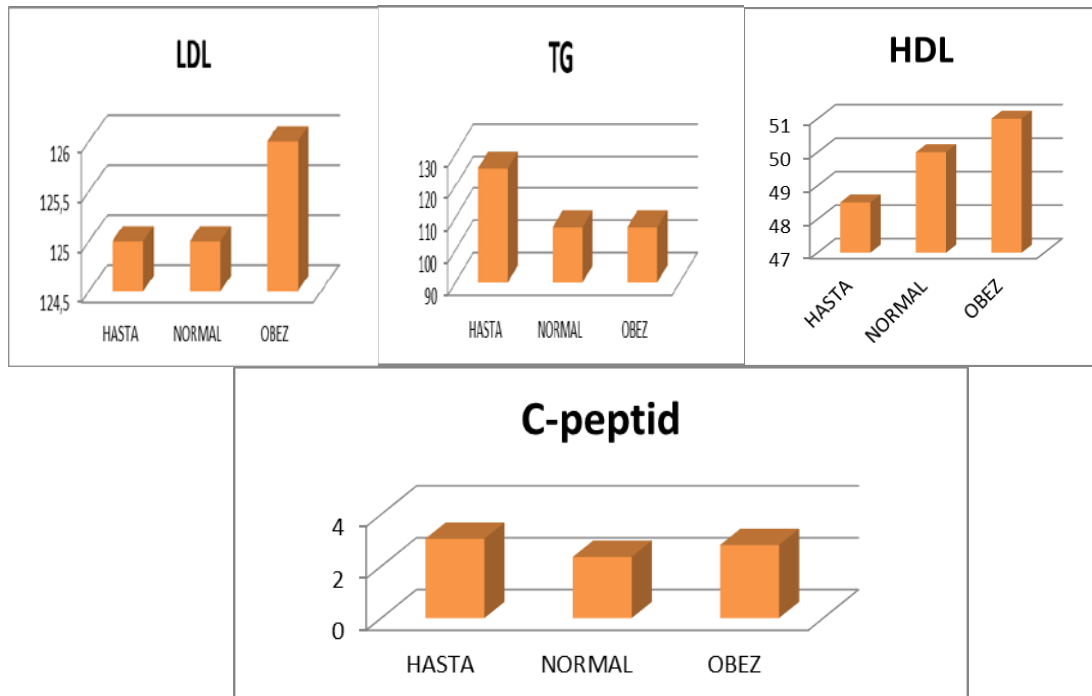 LDL
126
125,5
125
124,5
HASTA NORMAL OBEZ
TG
130
120
110
100
90
HASTA NORMAL OBEZ
HDL
51
50
49
48
47
HASTA NORMAL OBEZ
C-peptid
4
2
0
HASTA NORMAL OBEZ